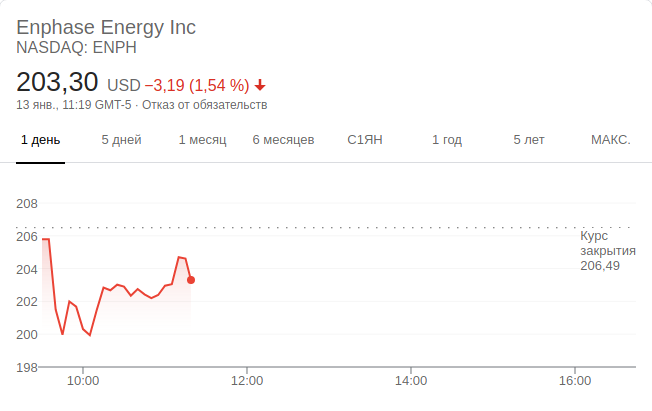 Enphase Energy Inc
NASDAQ: ENPH
203,30 USD −3,19 (1,54 %)
13 янв., 11:19 GMT-5 · Отказ от обязательств
1 день 5 дней 1 месяц 6 месяцев С1ЯН 1 год 5 лет МАКС.
208
206
204
202
200
198
Курс
закрытия
206,49
10:00 12:00 14:00 16:00